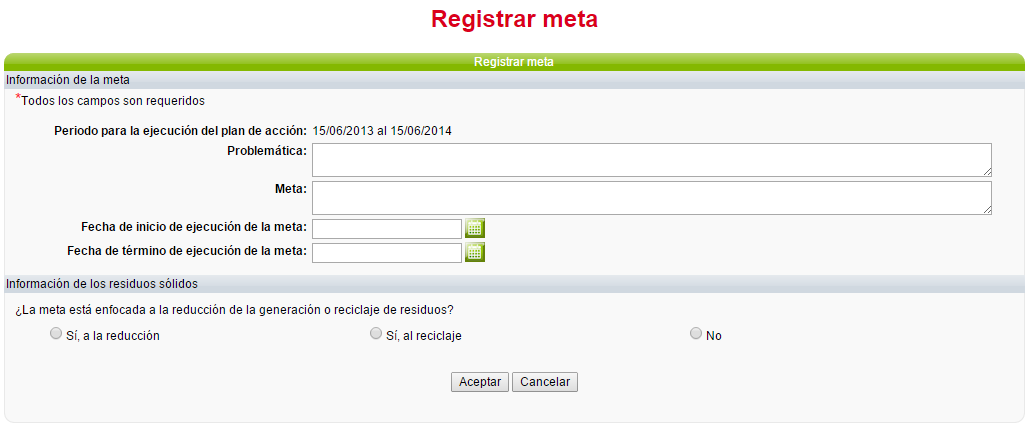 Registrar meta
Registrar meta
Información de la meta
*Todos los campos son requeridos
Periodo para la ejecución del plan de acción: 15/06/2013 al 15/06/2014
Problemática:
Meta:
Fecha de inicio de ejecución de la meta:
Fecha de término de ejecución de la meta:
Información de los residuos sólidos
¿La meta está enfocada a la reducción de la generación o reciclaje de residuos?
Sí, a la reducción Sí, al reciclaje No
Aceptar Cancelar